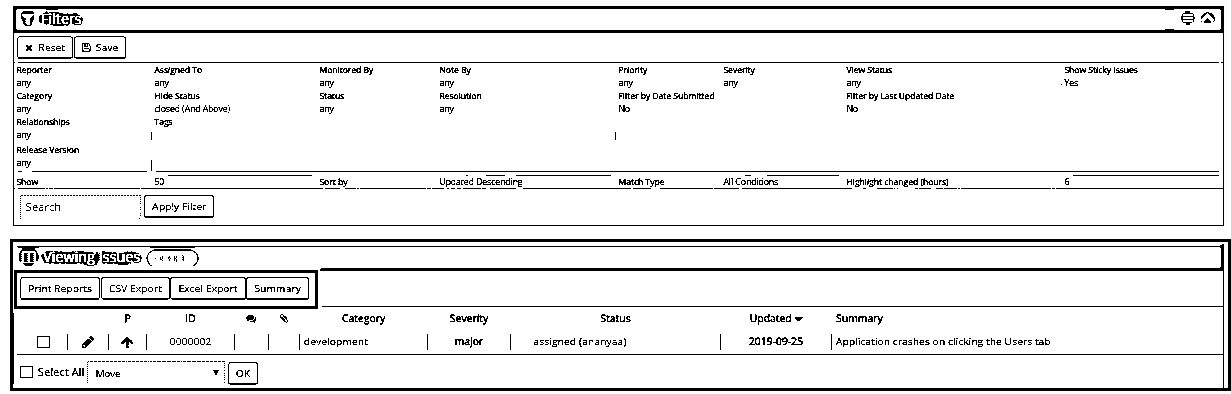 Filters
Reset Save
Reporter Assigned To Monitored By Note By Priority Severity View Status Show Sticky Issues
any any any any any any any Yes
Category Hide Status Status Resolution Filter by Date Submitted Filter by Last Updated Date
any closed (And Above) any any No No
Relationships Tags
any
Release Version
any
Show 50 Sort by Updated Descending Match Type All Conditions Highlight changed (hours) 6
Search Apply Filter
Viewing Issues
Print Reports CSV Export Excel Export Summary
P ID Category Severity Status Updated Summary
0000002 development major assigned (ananyaa) 2019-09-25 Application crashes on clicking the Users tab
Select All Move OK